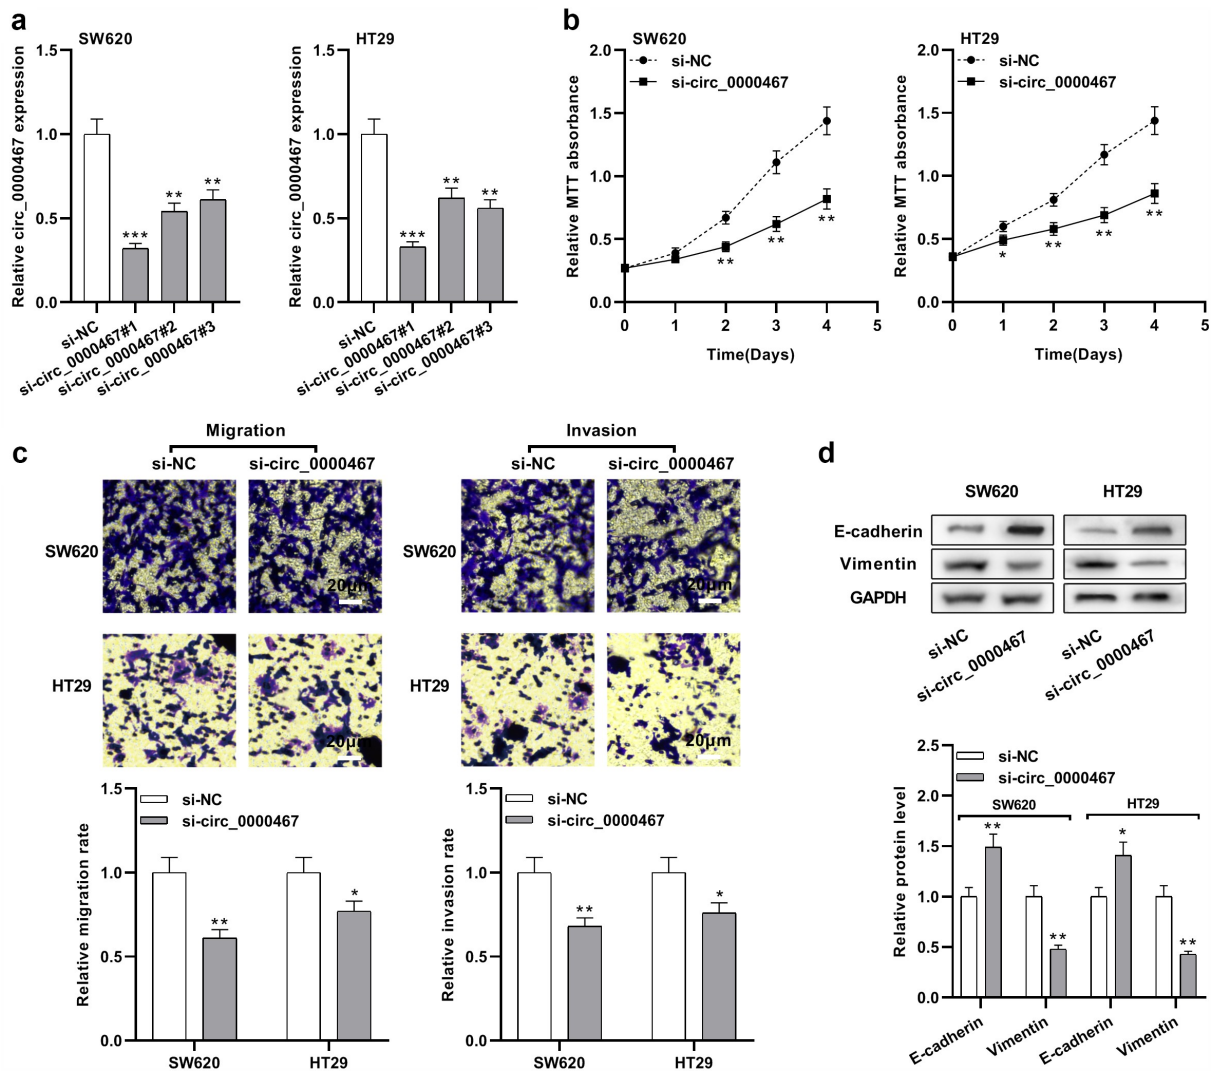 a
SW620
Relative circ_0000467 expression
1.5
1.0
0.5
0.0
***
**
**
si-NC
si-circ_0000467#1
si-circ_0000467#2
si-circ_0000467#3
HT29
Relative circ_0000467 expression
1.5
1.0
0.5
0.0
***
**
**
si-NC
si-circ_0000467#1
si-circ_0000467#2
si-circ_0000467#3
b
SW620
si-NC
si-circ_0000467
Relative MTT absorbance
2.0
1.5
1.0
0.5
0.0
**
**
**
0 1 2 3 4 5
Time(Days)
HT29
si-NC
si-circ_0000467
Relative MTT absorbance
2.0
1.5
1.0
0.5
0.0
*
**
**
**
0 1 2 3 4 5
Time(Days)
c
Migration
si-NC si-circ_0000467
SW620
20μm
HT29
20μm
Invasion
si-NC si-circ_0000467
SW620
20μm
HT29
20μm
Relative migration rate
1.5
1.0
0.5
0.0
si-NC
si-circ_0000467
**
*
SW620 HT29
Relative invasion rate
1.5
1.0
0.5
0.0
si-NC
si-circ_0000467
**
*
SW620 HT29
d
SW620 HT29
E-cadherin
Vimentin
GAPDH
si-NC
si-circ_0000467
si-NC
si-circ_0000467
Relative protein level
2.5
2.0
1.5
1.0
0.5
0.0
si-NC
si-circ_0000467
SW620 HT29
**
**
*
**
E-cadherin
Vimentin
E-cadherin
Vimentin